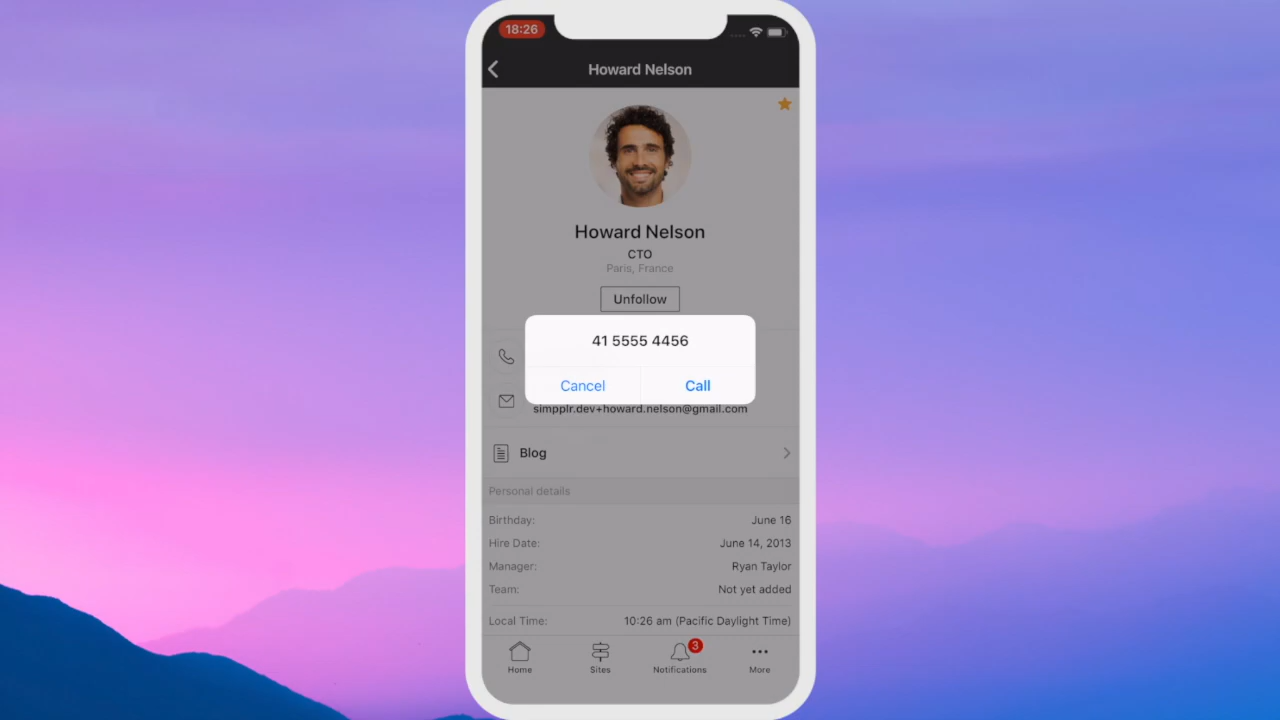 18:26
Howard Nelson
Howard Nelson
CTO
Paris, France
Unfollow
41 5555 4456
Cancel
Call
simpplr.dev+howard.nelson@gmail.com
Blog
Personal details
Birthday: June 16
Hire Date: June 14, 2013
Manager: Ryan Taylor
Team: Not yet added
Local Time: 10:26 am (Pacific Daylight Time)
3
Home Sites Notifications More